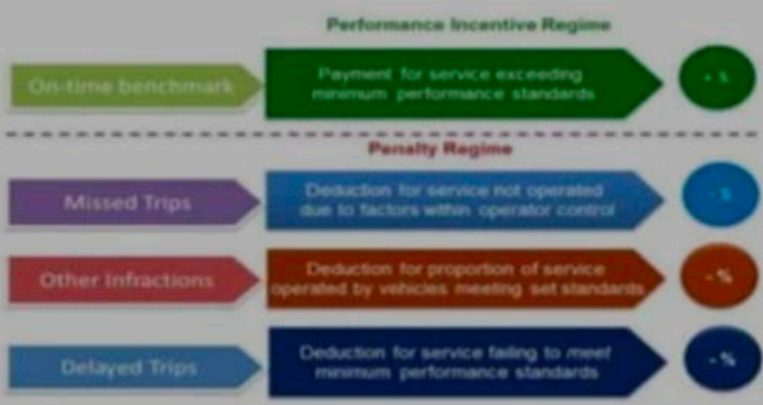 Performance Incentive Regime
On-time benchmark
Payment for service exceeding
minimum performance standards
Penalty Regime
Missed Trips
Deduction for service not operated
due to factors within operator control
Other Infractions
Deduction for proportion of service
operated by vehicles meeting set standards
- %
Delayed Trips
Deduction for service failing to meet
minimum performance standards
- %